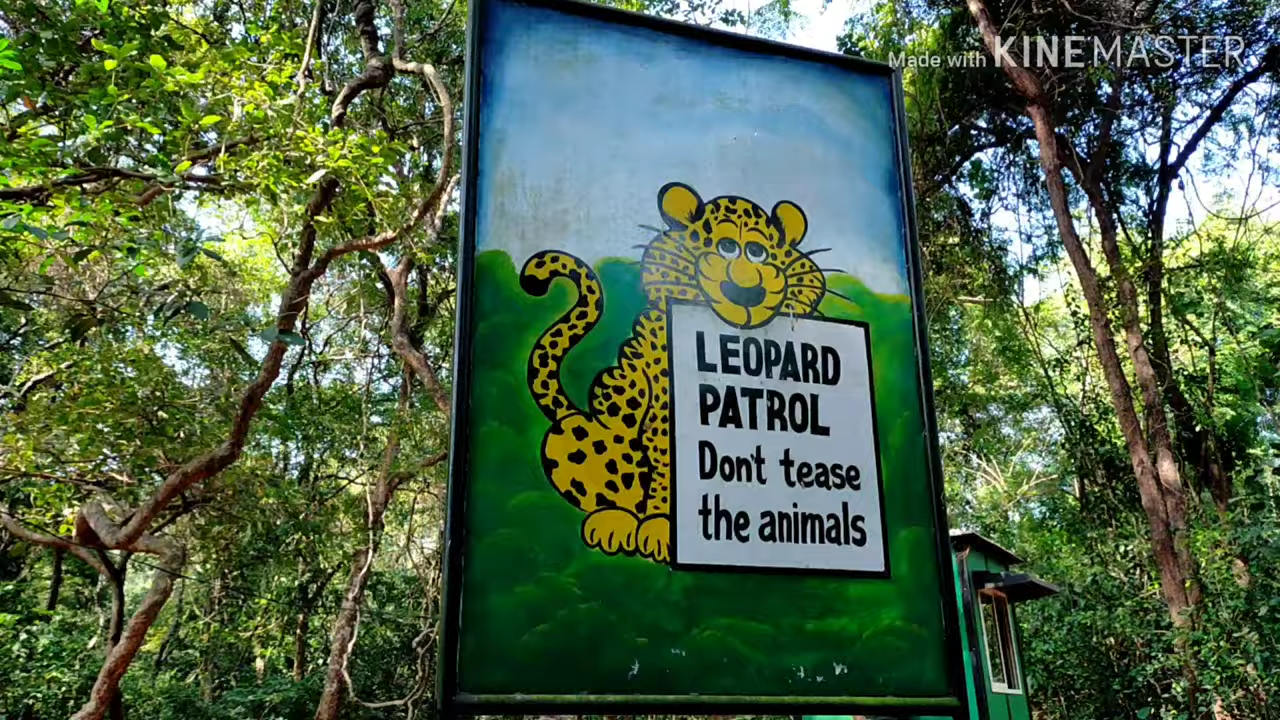 Made with KINEMASTER
LEOPARD
PATROL
Don't tease
the animals